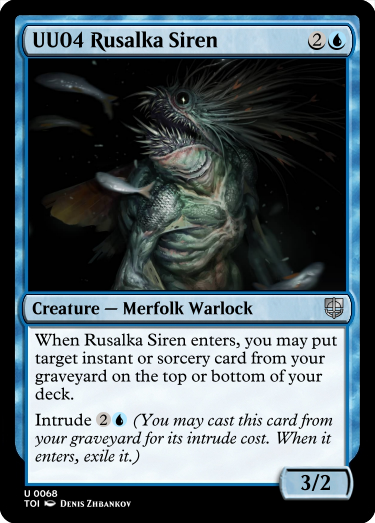 UU04 Rusalka Siren 2
Creature — Merfolk Warlock
When Rusalka Siren enters, you may put
target instant or sorcery card from your
graveyard on the top or bottom of your
deck.
Intrude 2 (You may cast this card from
your graveyard for its intrude cost. When it
enters, exile it.)
3/2
U 0068
TOI Denis Zhbankov